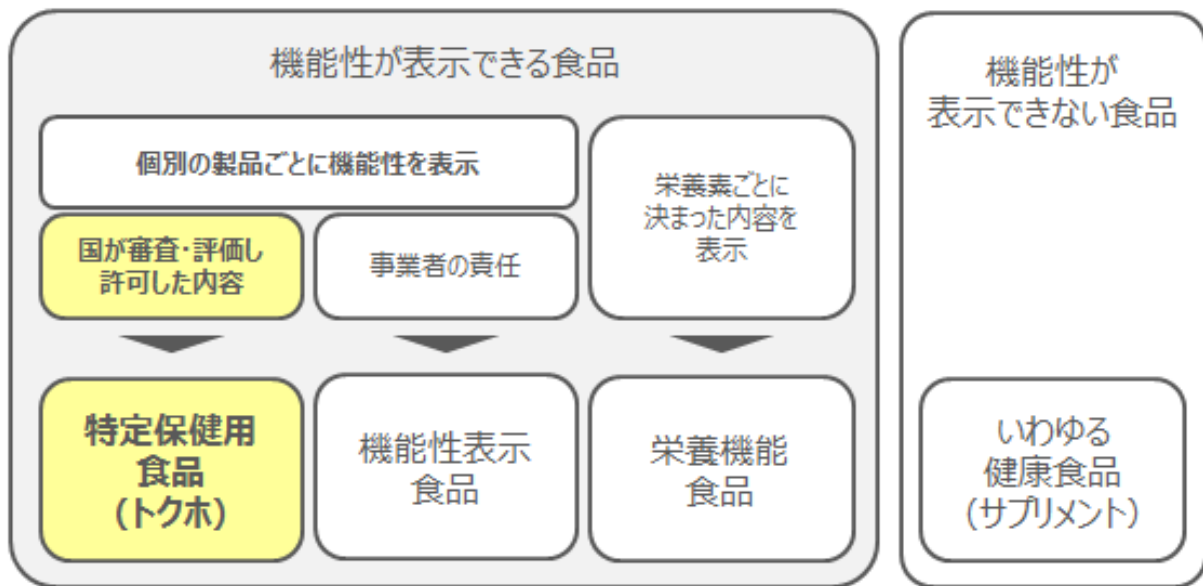 機能性が表示できる食品
個別の製品ごとに機能性を表示
国が審査・評価し
許可した内容
事業者の責任
栄養素ごとに
決まった内容を
表示
特定保健用
食品
(トクホ)
機能性表示
食品
栄養機能
食品
機能性が
表示できない食品
いわゆる
健康食品
(サプリメント)